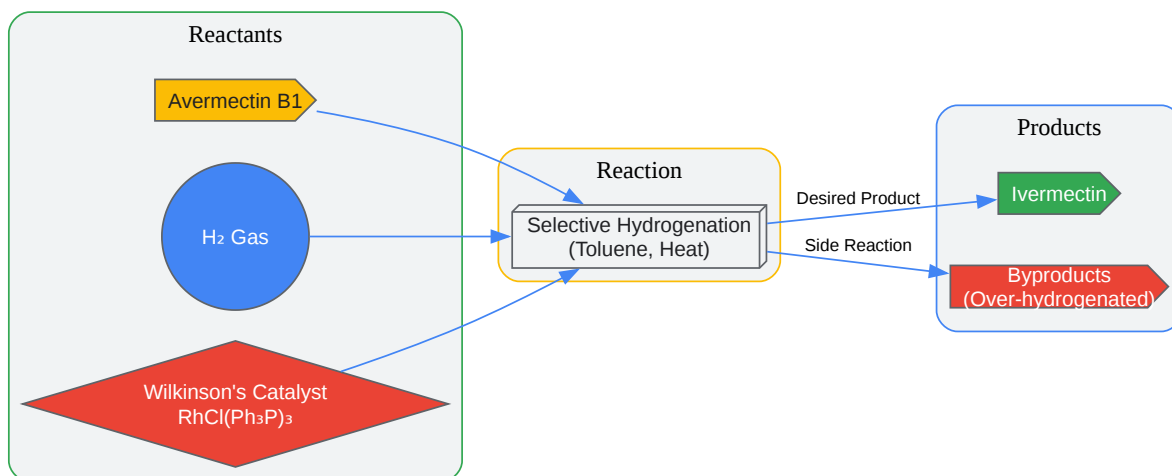 Reactants
Avermectin B1
H₂ Gas
Wilkinson's Catalyst
RhCl(Ph₃P)₃
Reaction
Selective Hydrogenation
(Toluene, Heat)
Desired Product
Side Reaction
Products
Ivermectin
Byproducts
(Over-hydrogenated)